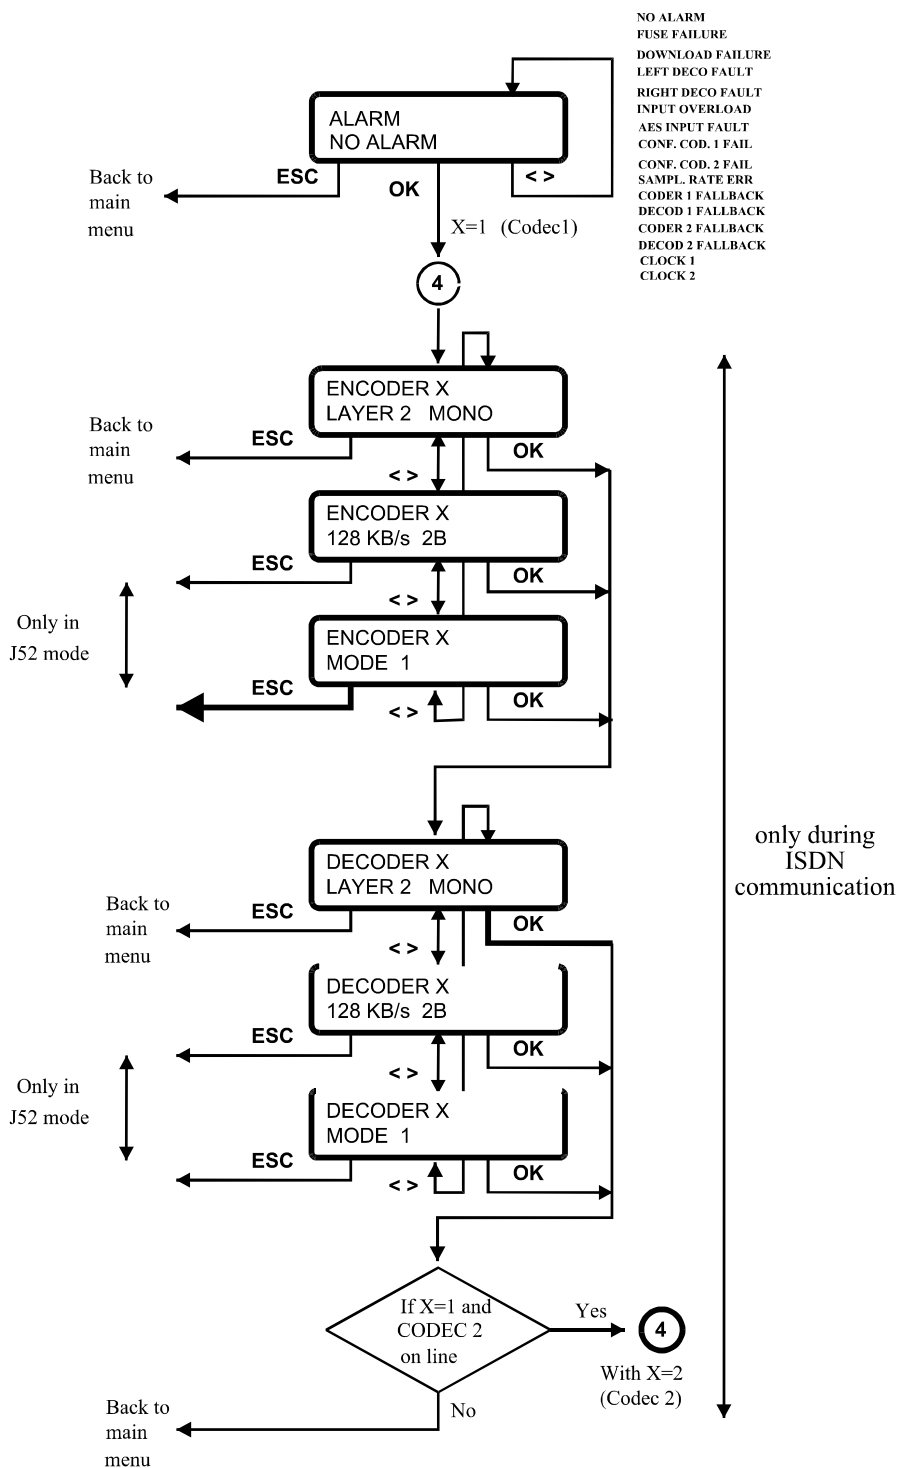 NO ALARM
FUSE FAILURE
DOWNLOAD FAILURE
LEFT DECO FAULT
RIGHT DECO FAULT
INPUT OVERLOAD
AES INPUT FAULT
CONF. COD. 1 FAIL
CONF. COD. 2 FAIL
SAMPL. RATE ERR
CODER 1 FALLBACK
DECOD 1 FALLBACK
CODER 2 FALLBACK
DECOD 2 FALLBACK
CLOCK 1
CLOCK 2
ALARM
NO ALARM
Back to
main
menu
ESC
OK
< >
X=1 (Codec1)
4
ENCODER X
LAYER 2 MONO
Back to
main
menu
ESC
OK
< >
ENCODER X
128 KB/s 2B
ESC
OK
< >
Only in
J52 mode
ENCODER X
MODE 1
ESC
OK
< >
only during
ISDN
communication
DECODER X
LAYER 2 MONO
Back to
main
menu
ESC
OK
< >
DECODER X
128 KB/s 2B
ESC
OK
< >
Only in
J52 mode
DECODER X
MODE 1
ESC
OK
< >
If X=1 and
CODEC 2
on line
Yes
4
With X=2
(Codec 2)
No
Back to
main
menu